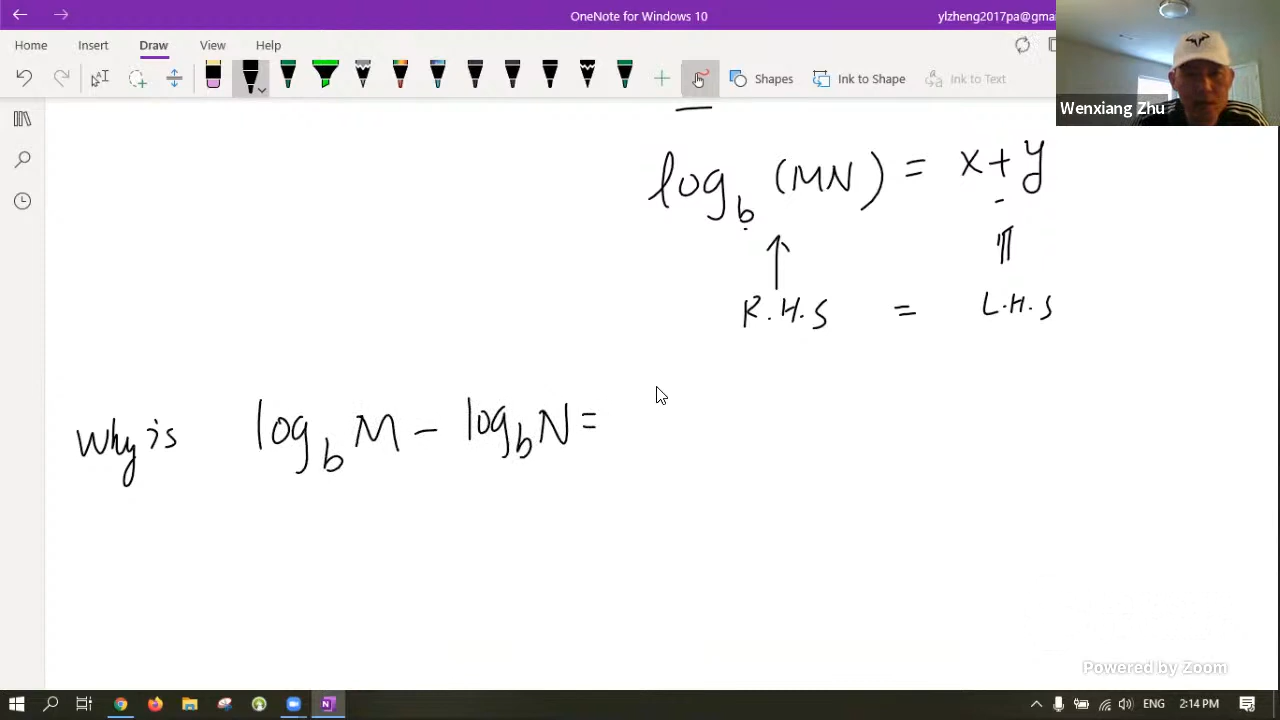 OneNote for Windows 10
ylzheng2017pa@gma
Home Insert Draw View Help
Shapes Ink to Shape Ink to Text
Wenxiang Zhu
log_b (MN) = x+y
R.H.S = L.H.S
Why is log_b M - log_b N =
Powered by Zoom
ENG 2:14 PM